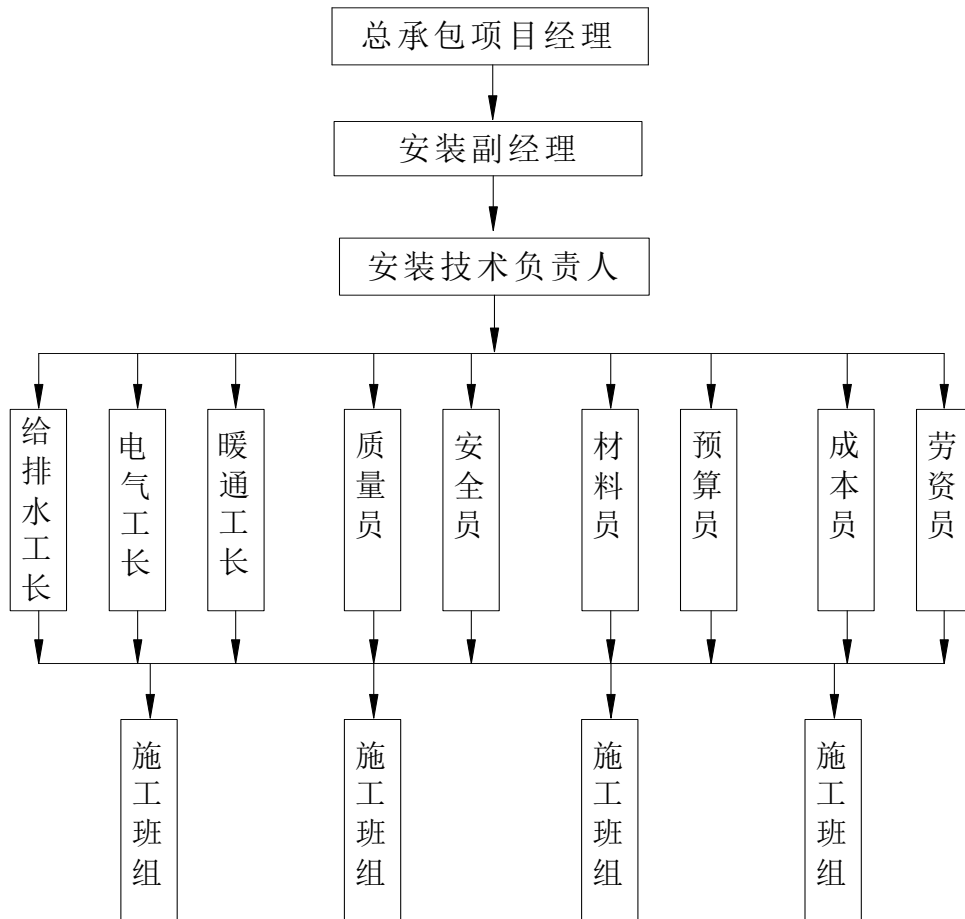 总承包项目经理
安装副经理
安装技术负责人
给排水工长
电气工长
暖通工长
质量员
安全员
材料员
预算员
成本员
劳资员
施工班组
施工班组
施工班组
施工班组